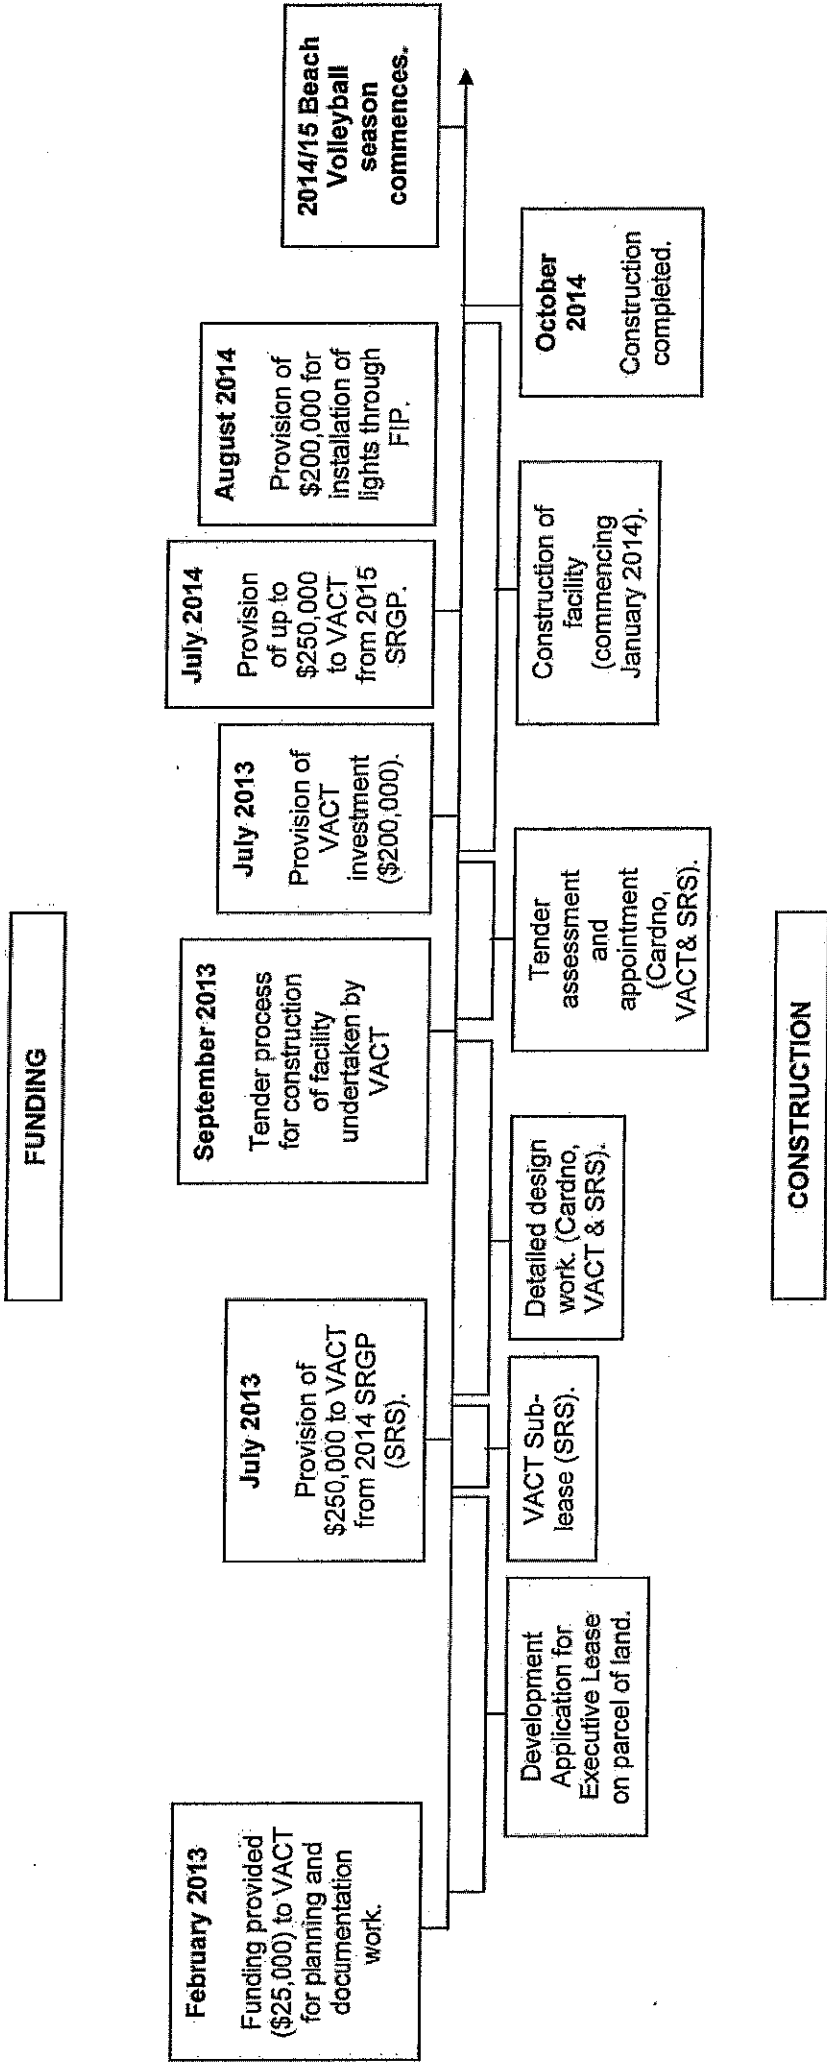 FUNDING
February 2013
Funding provided
($25,000) to VACT
for planning and
documentation
work.
July 2013
Provision of
$250,000 to VACT
from 2014 SRGP
(SRS).
September 2013
Tender process
for construction
of facility
undertaken by
VACT
July 2013
Provision of
VACT
investment
($200,000).
July 2014
Provision
of up to
$250,000
to VACT
from 2015
SRGP.
August 2014
Provision of
$200,000 for
installation of
lights through
FIP.
2014/15 Beach
Volleyball
season
commences.
Development
Application for
Executive Lease
on parcel of land.
VACT Sub-
lease (SRS).
Detailed design
work. (Cardno,
VACT & SRS).
Tender
assessment
and
appointment
(Cardno,
VACT& SRS).
Construction of
facility
(commencing
January 2014).
October
2014
Construction
completed.
CONSTRUCTION